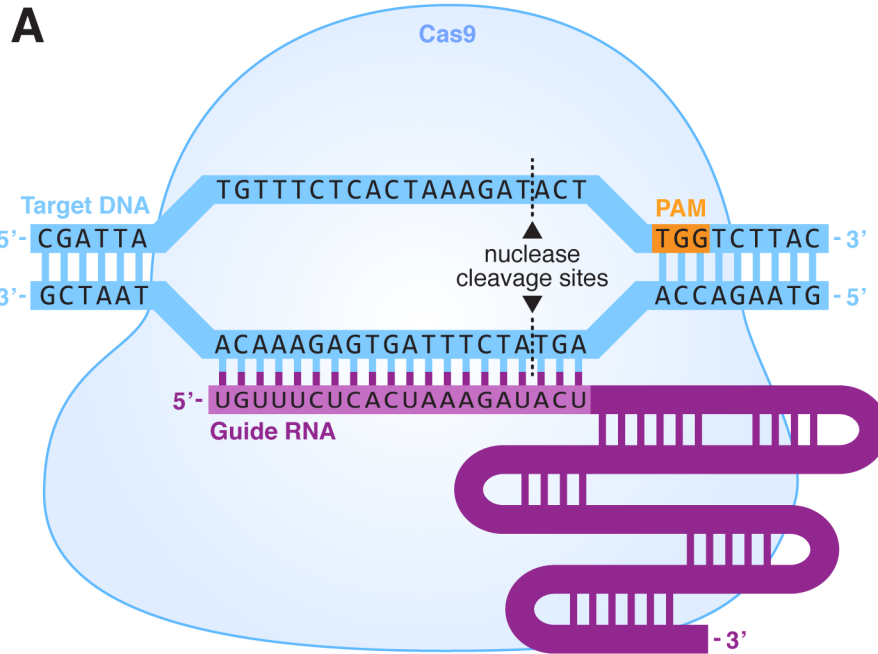 A
Cas9
TGTTTCTCACTAAAGATACT
Target DNA
PAM
5’- CGATTA
TGGTCTTAC - 3’
nuclease
cleavage sites
3’- GCTAAT
ACCAGAATG - 5’
ACAAAGAGTGATTTCTATGA
5’- UGUUUCUCACUAAAGAUACU
Guide RNA
- 3’